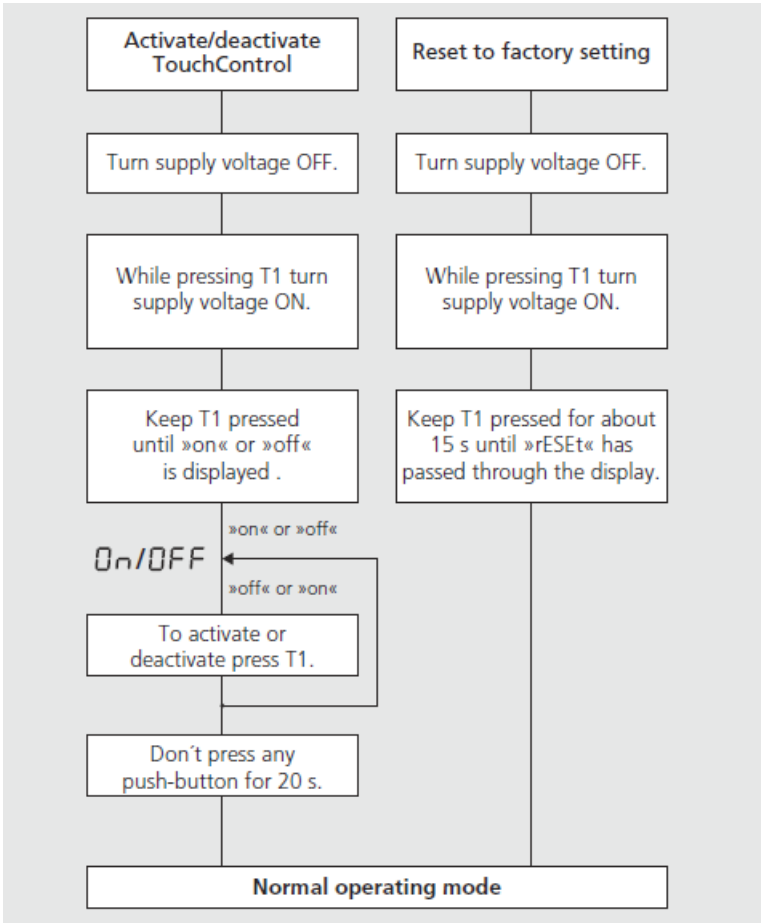 Activate/deactivate
TouchControl
Turn supply voltage OFF.
While pressing T1 turn
supply voltage ON.
Keep T1 pressed
until »on« or »off«
is displayed .
»on« or »off«
On/OFF
»off« or »on«
To activate or
deactivate press T1.
Don´t press any
push-button for 20 s.
Reset to factory setting
Turn supply voltage OFF.
While pressing T1 turn
supply voltage ON.
Keep T1 pressed for about
15 s until »rESEt« has
passed through the display.
Normal operating mode